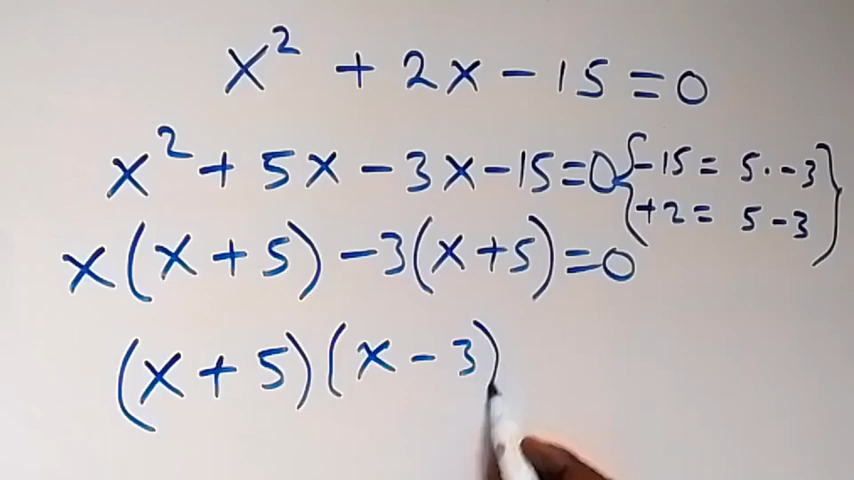 x² + 2x - 15 = 0
x² + 5x - 3x - 15 = 0 { -15 = 5 · -3
+2 = 5 - 3 }
x(x + 5) - 3(x + 5) = 0
(x + 5)(x - 3)